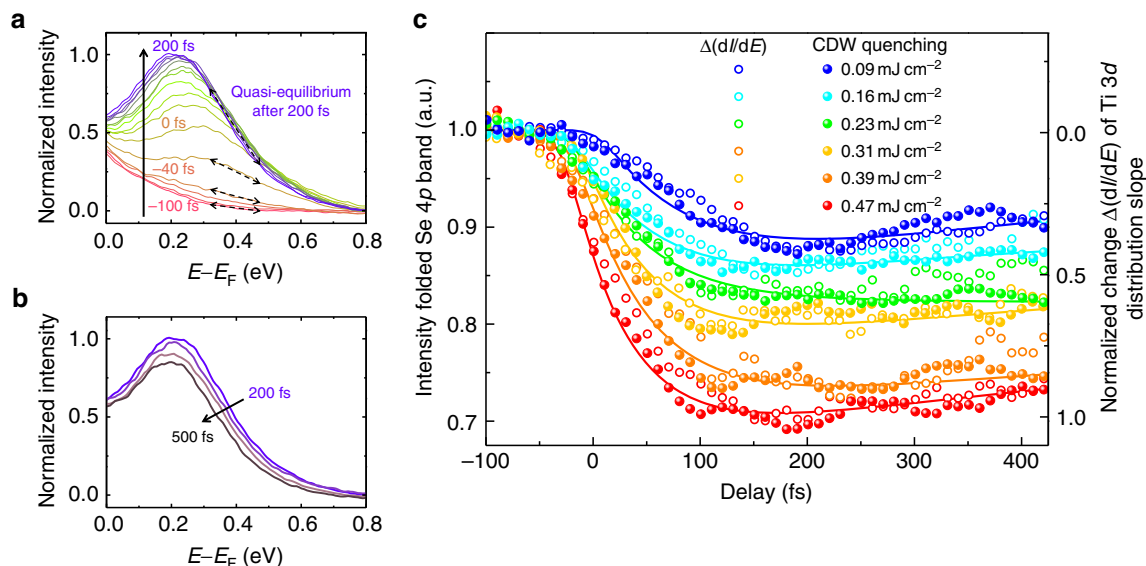 a
Normalized intensity
1.0
0.5
0.0
200 fs
0 fs
–40 fs
–100 fs
Quasi-equilibrium
after 200 fs
0.0 0.2 0.4 0.6 0.8
E–EF (eV)
b
Normalized intensity
1.0
0.5
0.0
200 fs
500 fs
0.0 0.2 0.4 0.6 0.8
E–EF (eV)
c
Intensity folded Se 4p band (a.u.)
1.0
0.9
0.8
0.7
Δ(dI/dE) CDW quenching
0.09 mJ cm–2
0.16 mJ cm–2
0.23 mJ cm–2
0.31 mJ cm–2
0.39 mJ cm–2
0.47 mJ cm–2
–100 0 100 200 300 400
Delay (fs)
0.0
0.5
1.0
Normalized change Δ(dI/dE) of Ti 3d
distribution slope